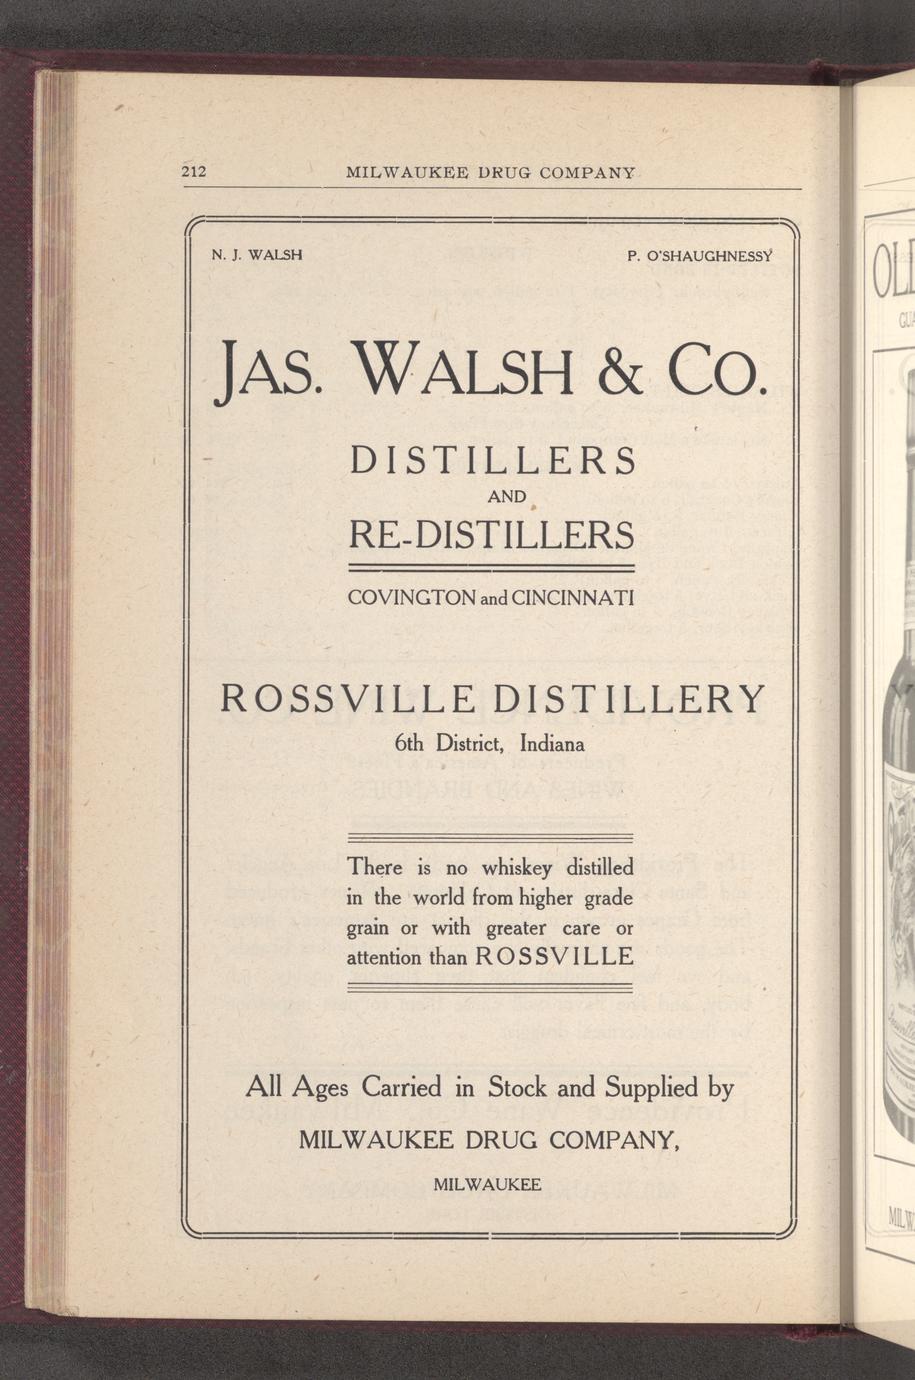 212 MILWAUKEE DRUG COMPANY
N. J. WALSH P. O'SHAUGHNESSY
JAS. WALSH & CO.
DISTILLERS
AND
RE-DISTILLERS
COVINGTON and CINCINNATI
ROSSVILLE DISTILLERY
6th District, Indiana
There is no whiskey distilled
in the world from higher grade
grain or with greater care or
attention than ROSSVILLE
All Ages Carried in Stock and Supplied by
MILWAUKEE DRUG COMPANY,
MILWAUKEE